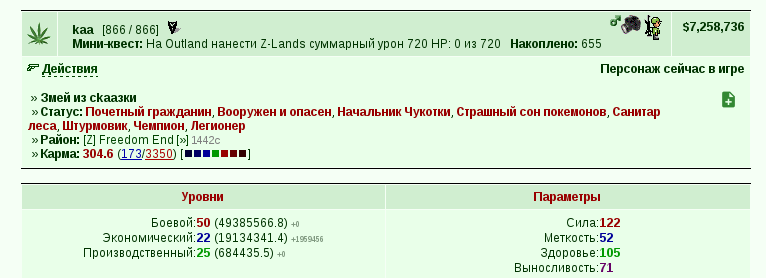 kaa [866 / 866] $7,258,736
Мини-квест: На Outland нанести Z-Lands суммарный урон 720 HP: 0 из 720 Накоплено: 655
Действия Персонаж сейчас в игре
» Змей из сkаазки
» Статус: Почетный гражданин, Вооружен и опасен, Начальник Чукотки, Страшный сон покемонов, Санитар
леса, Штурмовик, Чемпион, Легионер
» Район: [Z] Freedom End [»] 1442c
» Карма: 304.6 (173/3350) [ ]
Уровни Параметры
Боевой:50 (49385566.8) +0 Сила:122
Экономический:22 (19134341.4) +1959456 Меткость:52
Производственный:25 (684435.5) +0 Здоровье:105
Выносливость:71